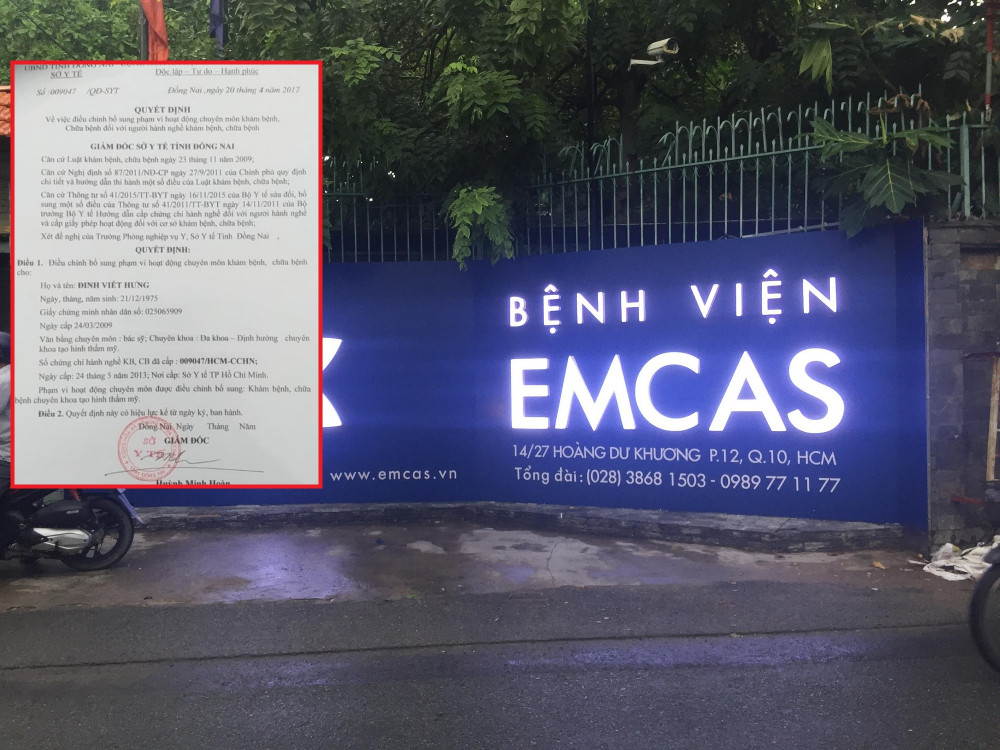 UBND TỈNH ĐỒNG NAI
SỞ Y TẾ
Độc lập – Tự do – Hạnh phúc
Số 009047 /QĐ-SYT
Đồng Nai ,ngày 20 tháng 4 năm 2017
QUYẾT ĐỊNH
Về việc điều chỉnh bổ sung phạm vi hoạt động chuyên môn khám bệnh,
Chữa bệnh đối với người hành nghề khám bệnh, chữa bệnh
GIÁM ĐỐC SỞ Y TẾ TỈNH ĐỒNG NAI
Căn cứ Luật khám bệnh, chữa bệnh ngày 23 tháng 11 năm 2009;
Căn cứ Nghị định số 87/2011/NĐ-CP ngày 27/9/2011 của Chính phủ quy định
chi tiết và hướng dẫn thi hành một số điều của Luật khám bệnh, chữa bệnh;
Căn cứ Thông tư số 41/2015/TT-BYT ngày 16/11/2015 của Bộ Y tế sửa đổi, bổ
sung một số điều của Thông tư số 41/2011/TT-BYT ngày 14/11/2011 của Bộ
trưởng Bộ Y tế Hướng dẫn cấp chứng chỉ hành nghề đối với người hành nghề
và cấp giấy phép hoạt động đối với cơ sở khám bệnh, chữa bệnh;
Xét đề nghị của Trưởng Phòng nghiệp vụ Y, Sở Y tế Tỉnh Đồng Nai ,
QUYẾT ĐỊNH:
Điều 1. Điều chỉnh bổ sung phạm vi hoạt động chuyên môn khám bệnh, chữa bệnh
cho:
Họ và tên: ĐINH VIẾT HƯNG
Ngày, tháng, năm sinh: 21/12/1975
Giấy chứng minh nhân dân số: 025065909
Ngày cấp 24/03/2009
Văn bằng chuyên môn : bác sỹ; Chuyên khoa : Đa khoa – Định hướng chuyên
khoa tạo hình thẩm mỹ.
Số chứng chỉ hành nghề KB, CB đã cấp : 009047/HCM-CCHN;
Ngày cấp: 24 tháng 5 năm 2013; Nơi cấp: Sở Y tế TP Hồ Chí Minh.
Phạm vi hoạt động chuyên môn được điều chỉnh bổ sung: Khám bệnh, chữa
bệnh chuyên khoa tạo hình thẩm mỹ.
Điều 2. Quyết định này có hiệu lực kể từ ngày ký, ban hành.
Đồng Nai Ngày Tháng Năm
GIÁM ĐỐC
SỞ
Y TẾ
Huỳnh Minh Hoàn
BỆNH VIỆN
EMCAS
14/27 HOÀNG DƯ KHƯƠNG P.12, Q.10, HCM
www.emcas.vn
Tổng đài: (028) 3868 1503 - 0989 77 11 77